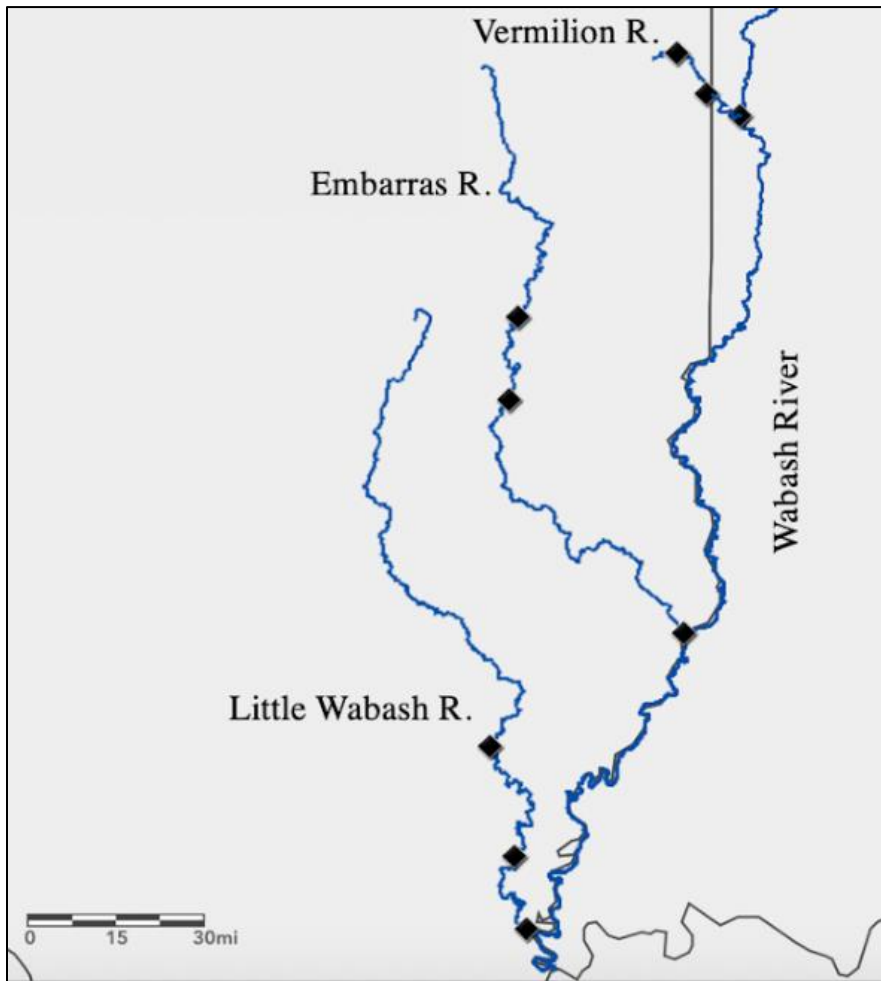 Vermilion R.
Embarras R.
Wabash River
Little Wabash R.
0 15 30mi